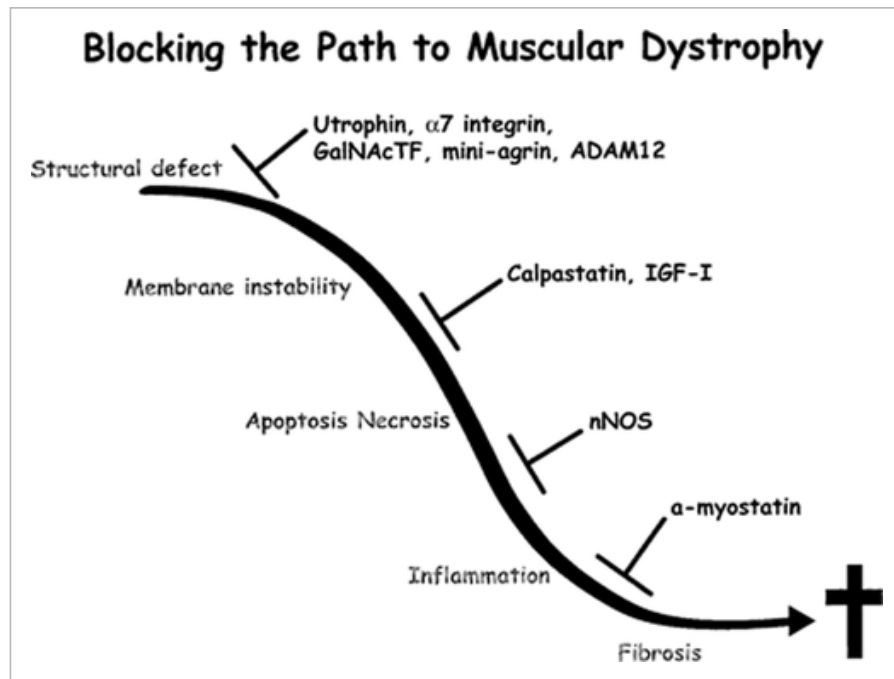 Blocking the Path to Muscular Dystrophy
Utrophin, α7 integrin,
GalNAcTF, mini-agrin, ADAM12
Structural defect
Calpastatin, IGF-I
Membrane instability
Apoptosis Necrosis
nNOS
a-myostatin
Inflammation
Fibrosis